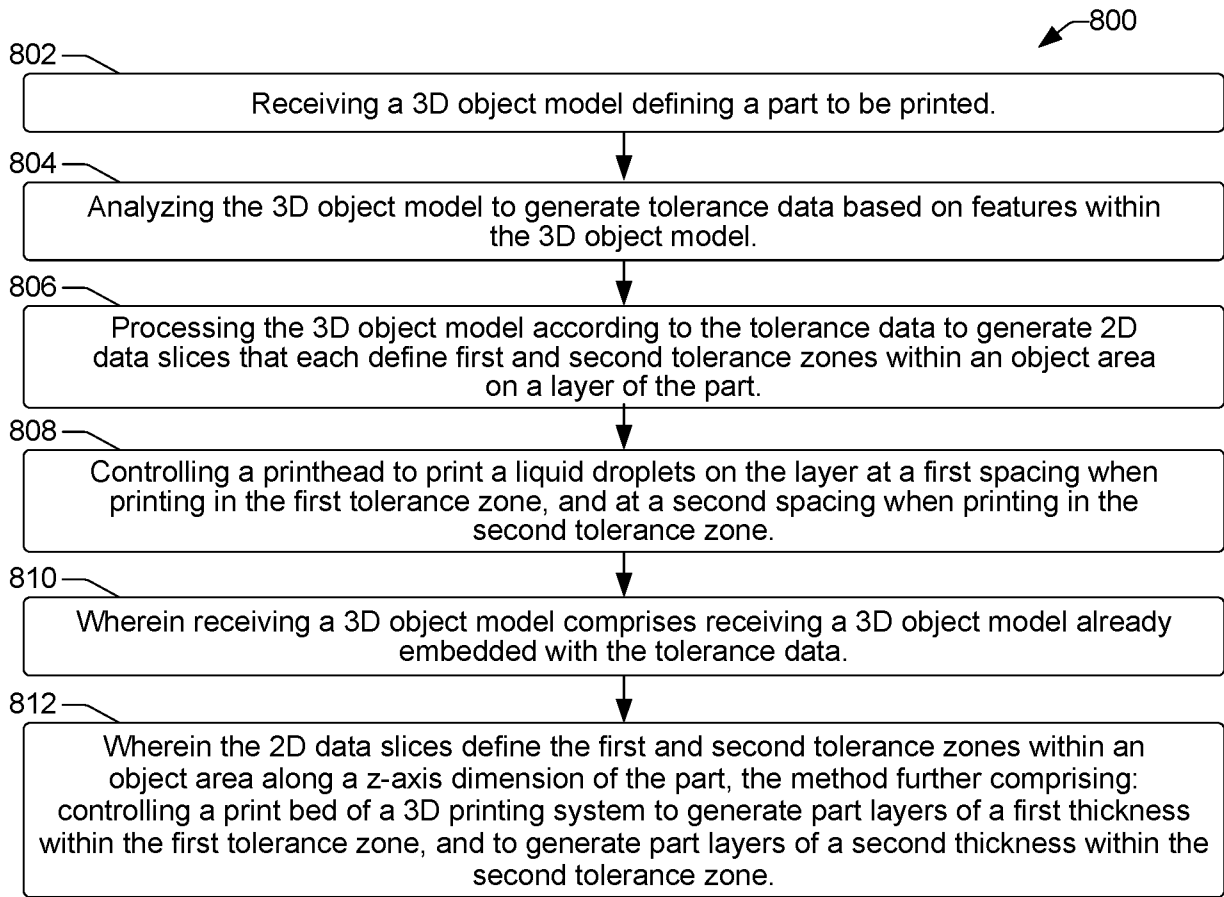 800
802
Receiving a 3D object model defining a part to be printed.
804
Analyzing the 3D object model to generate tolerance data based on features within
the 3D object model.
806
Processing the 3D object model according to the tolerance data to generate 2D
data slices that each define first and second tolerance zones within an object area
on a layer of the part.
808
Controlling a printhead to print a liquid droplets on the layer at a first spacing when
printing in the first tolerance zone, and at a second spacing when printing in the
second tolerance zone.
810
Wherein receiving a 3D object model comprises receiving a 3D object model already
embedded with the tolerance data.
812
Wherein the 2D data slices define the first and second tolerance zones within an
object area along a z-axis dimension of the part, the method further comprising:
controlling a print bed of a 3D printing system to generate part layers of a first thickness
within the first tolerance zone, and to generate part layers of a second thickness within the
second tolerance zone.